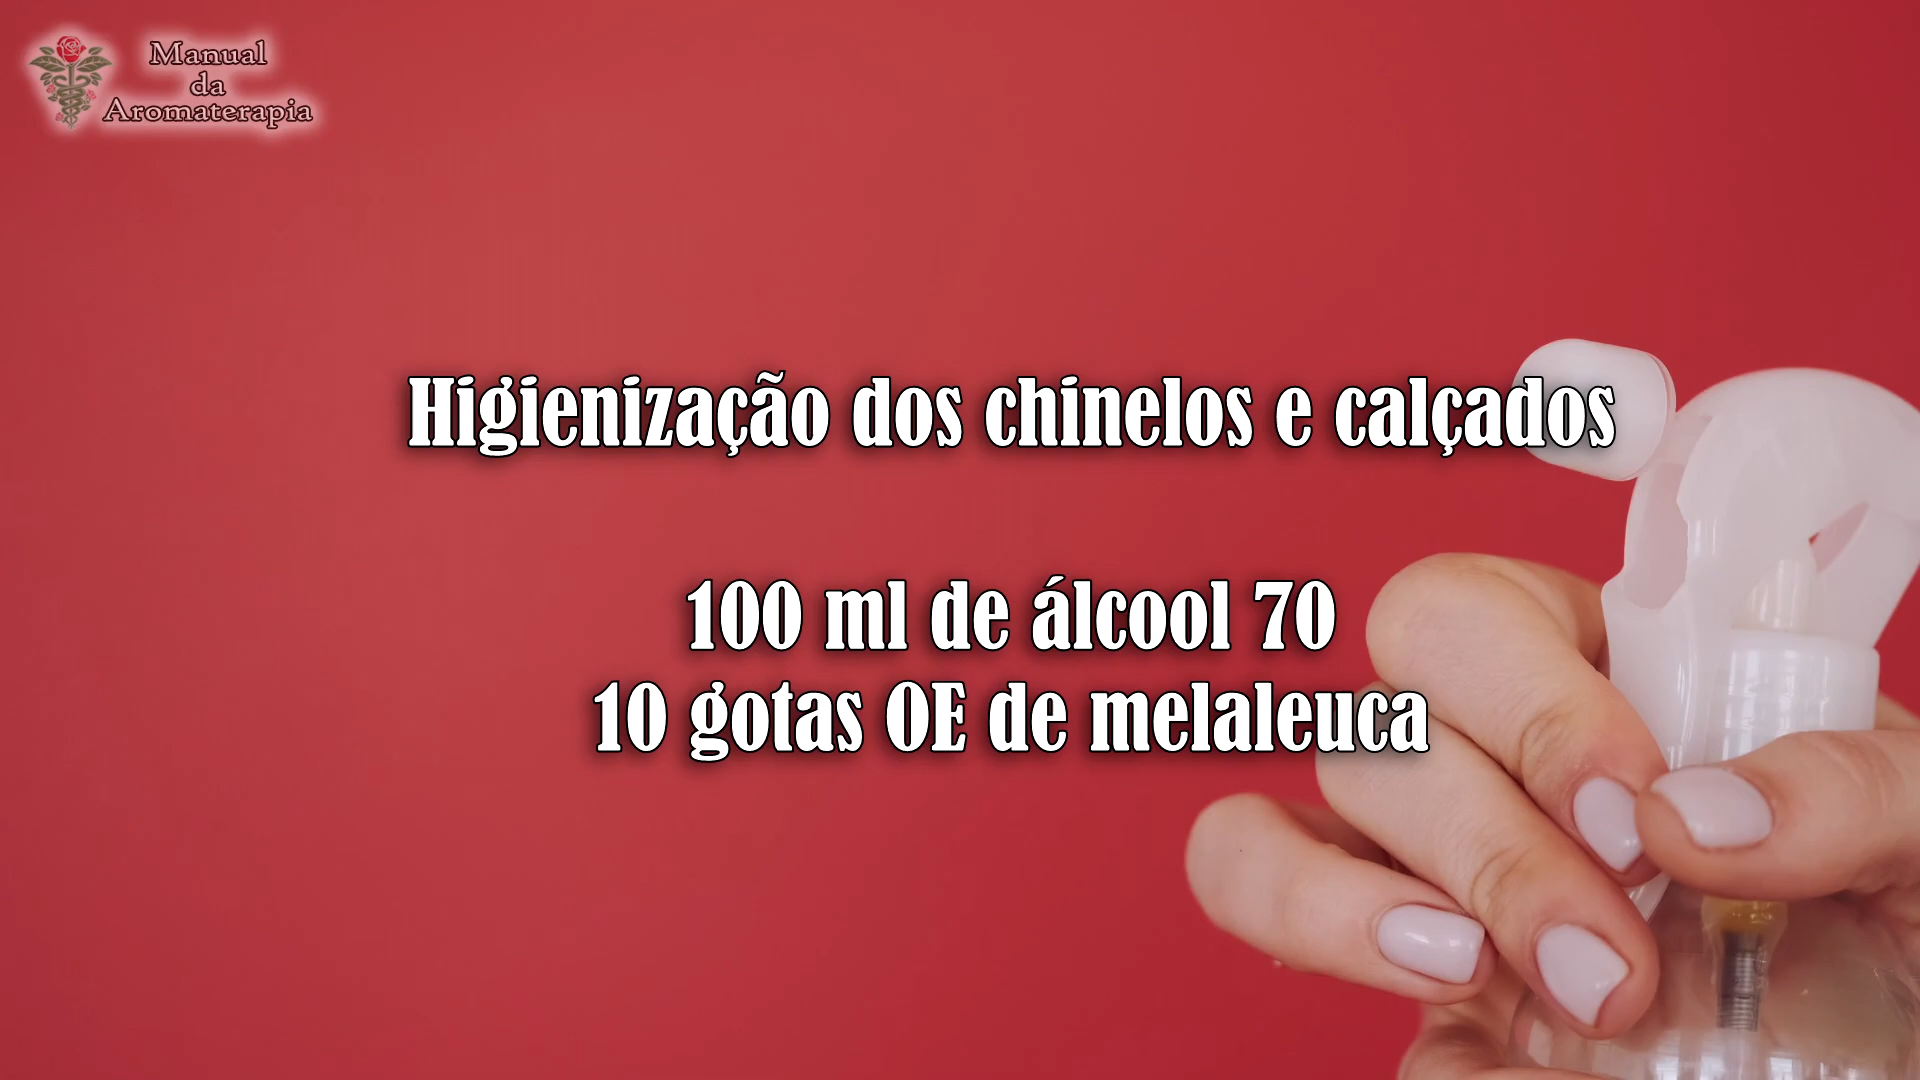 Manual
da
Aromaterapia
Higienização dos chinelos e calçados
100 ml de álcool 70
10 gotas OE de melaleuca